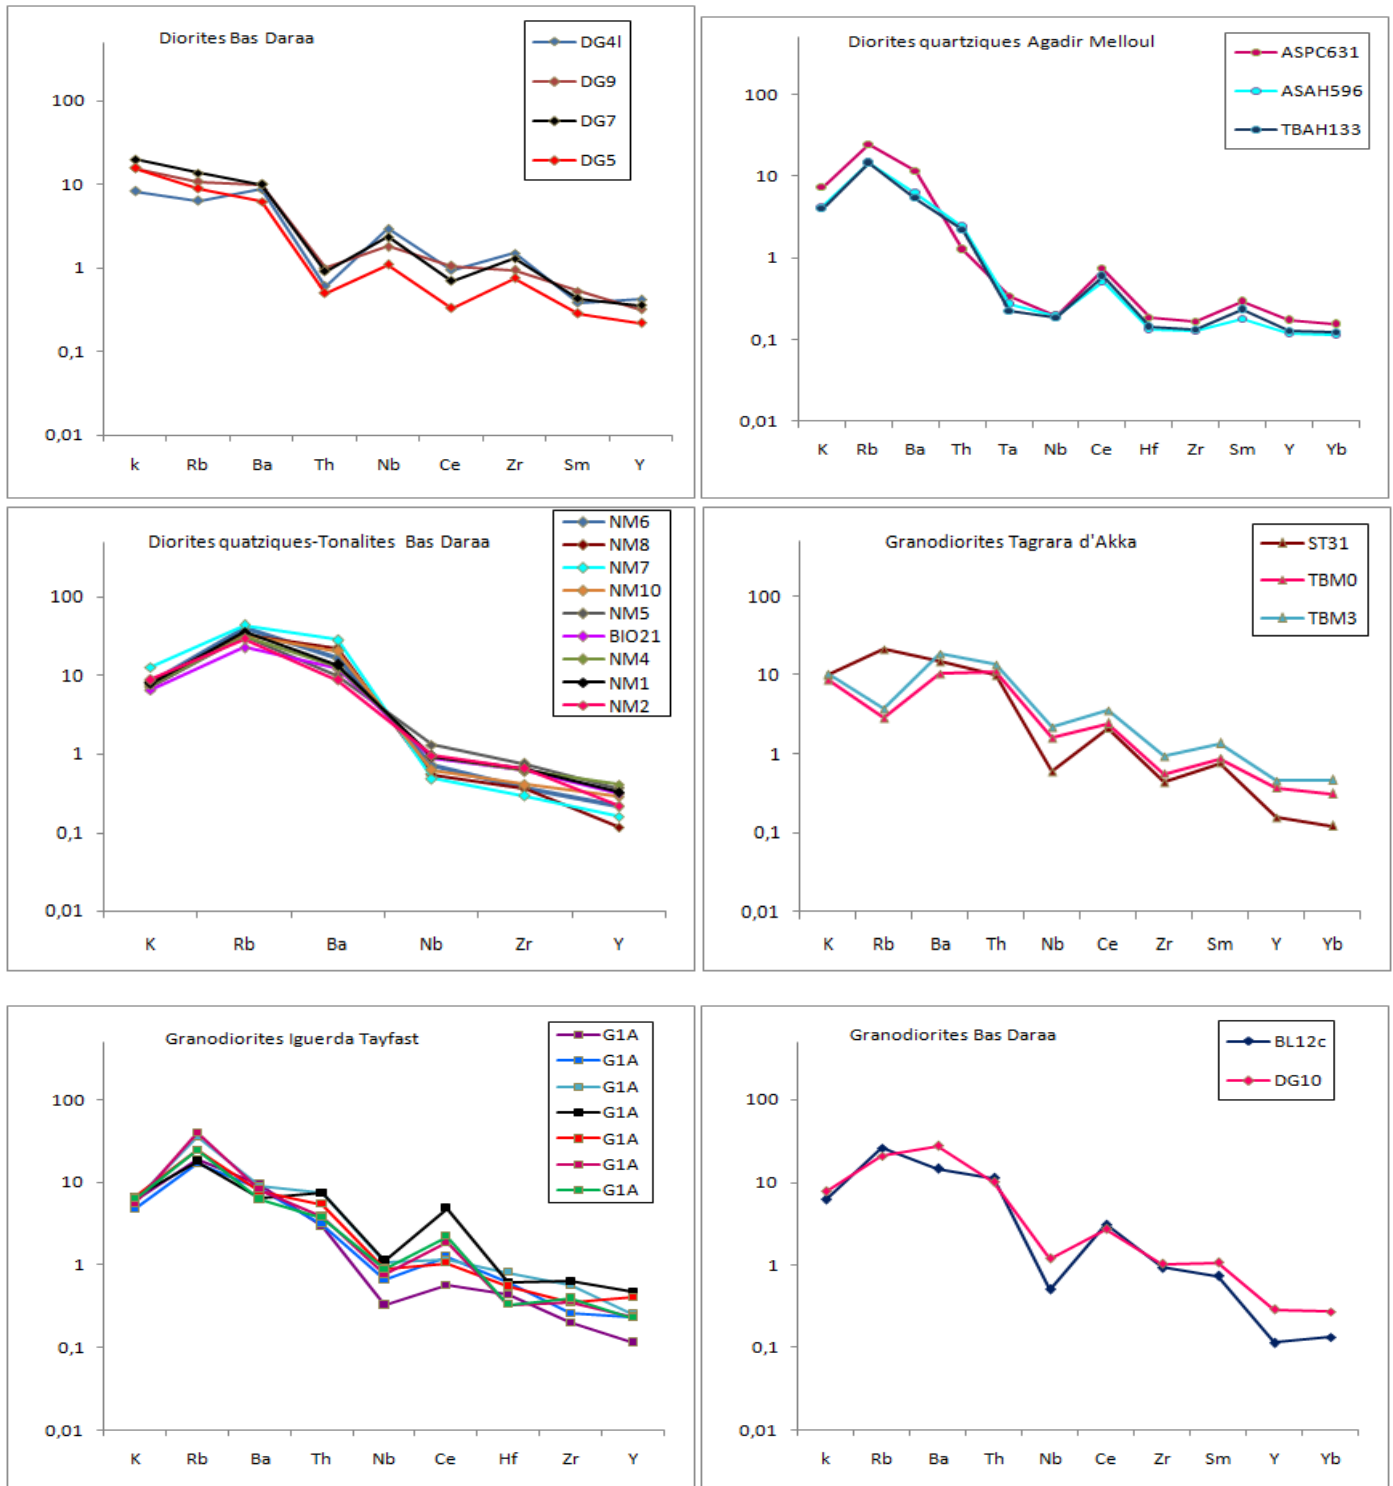 Diorites Bas Daraa
DG4l
DG9
DG7
DG5
100
10
1
0,1
0,01
k Rb Ba Th Nb Ce Zr Sm Y
Diorites quartziques Agadir Melloul
ASPC631
ASAH596
TBAH133
100
10
1
0,1
0,01
K Rb Ba Th Ta Nb Ce Hf Zr Sm Y Yb
Diorites quatziques-Tonalites Bas Daraa
NM6
NM8
NM7
NM10
NM5
BIO21
NM4
NM1
NM2
100
10
1
0,1
0,01
K Rb Ba Nb Zr Y
Granodiorites Tagrara d'Akka
ST31
TBM0
TBM3
100
10
1
0,1
0,01
K Rb Ba Th Nb Ce Zr Sm Y Yb
Granodiorites Iguerda Tayfast
G1A
G1A
G1A
G1A
G1A
G1A
G1A
100
10
1
0,1
0,01
K Rb Ba Th Nb Ce Hf Zr Y
Granodiorites Bas Daraa
BL12c
DG10
100
10
1
0,1
0,01
k Rb Ba Th Nb Ce Zr Sm Y Yb